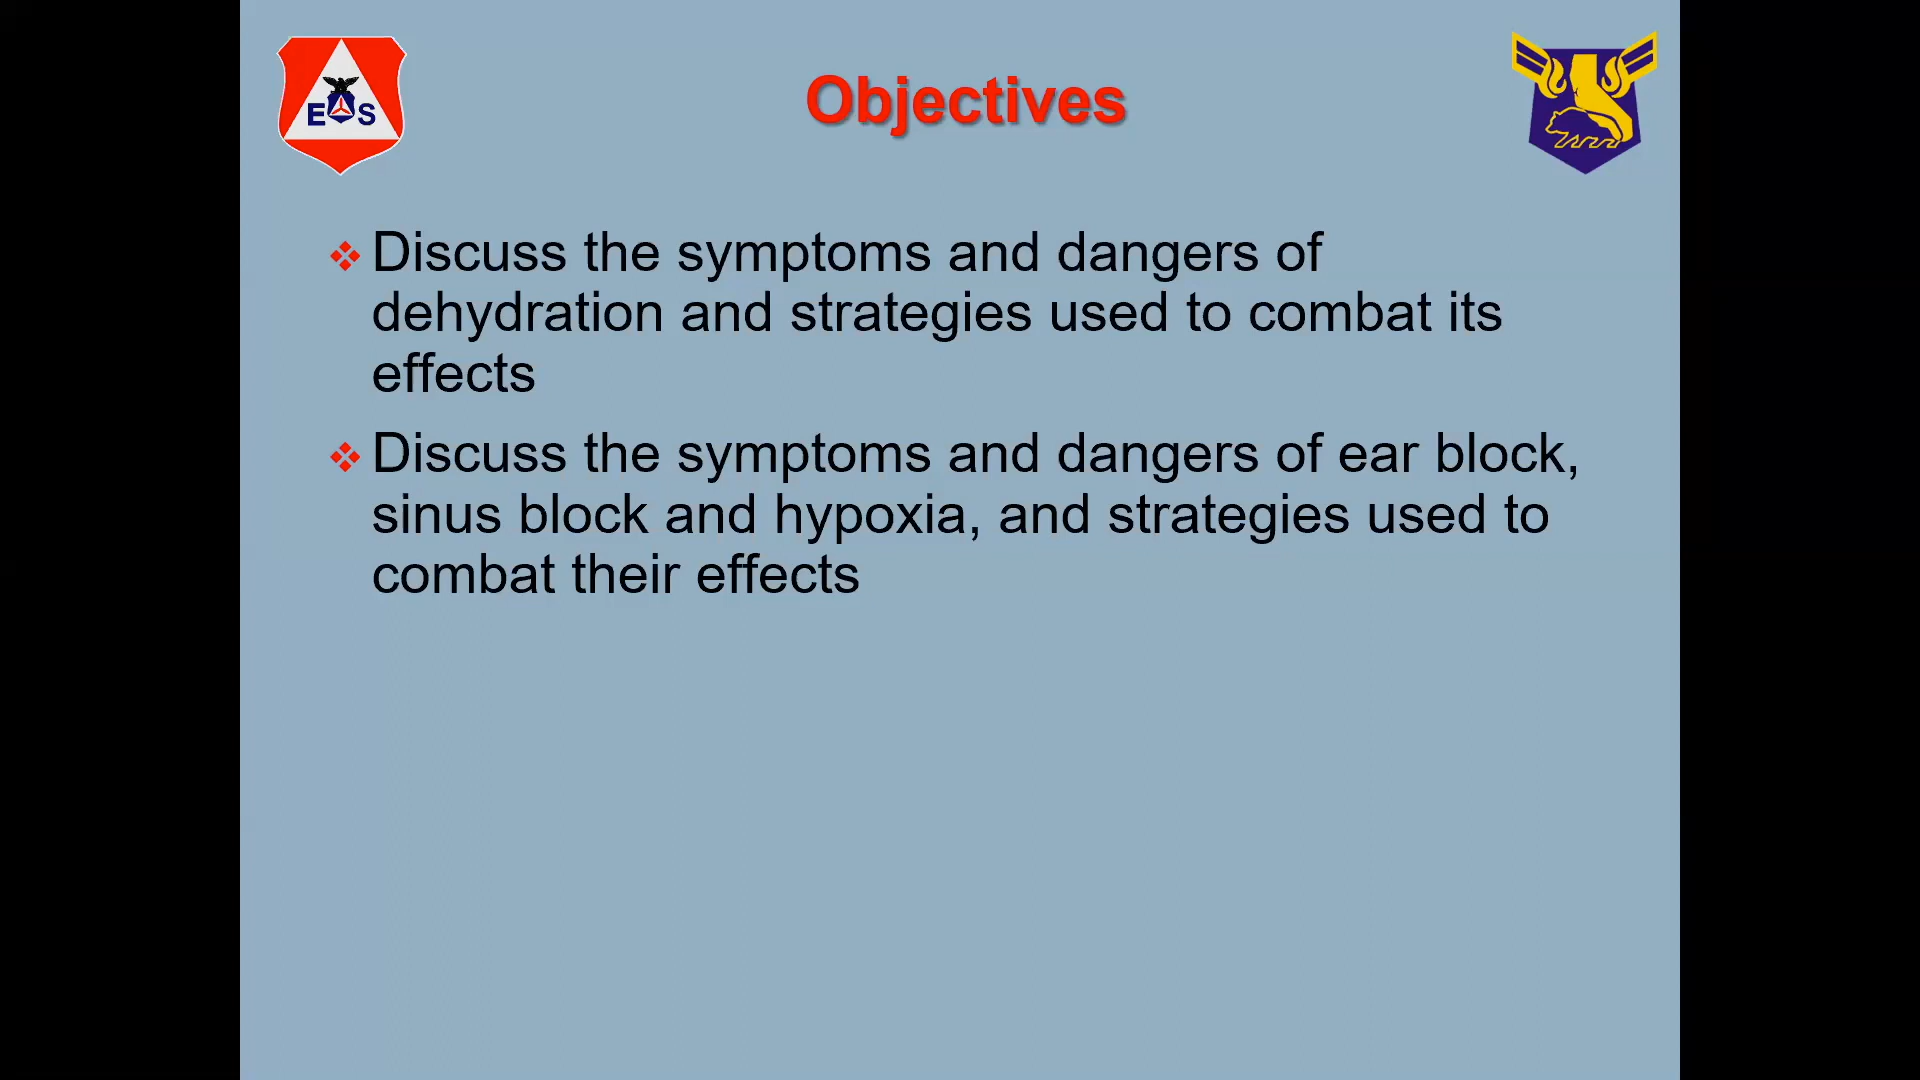 E S
Objectives
Discuss the symptoms and dangers of
dehydration and strategies used to combat its
effects
Discuss the symptoms and dangers of ear block,
sinus block and hypoxia, and strategies used to
combat their effects